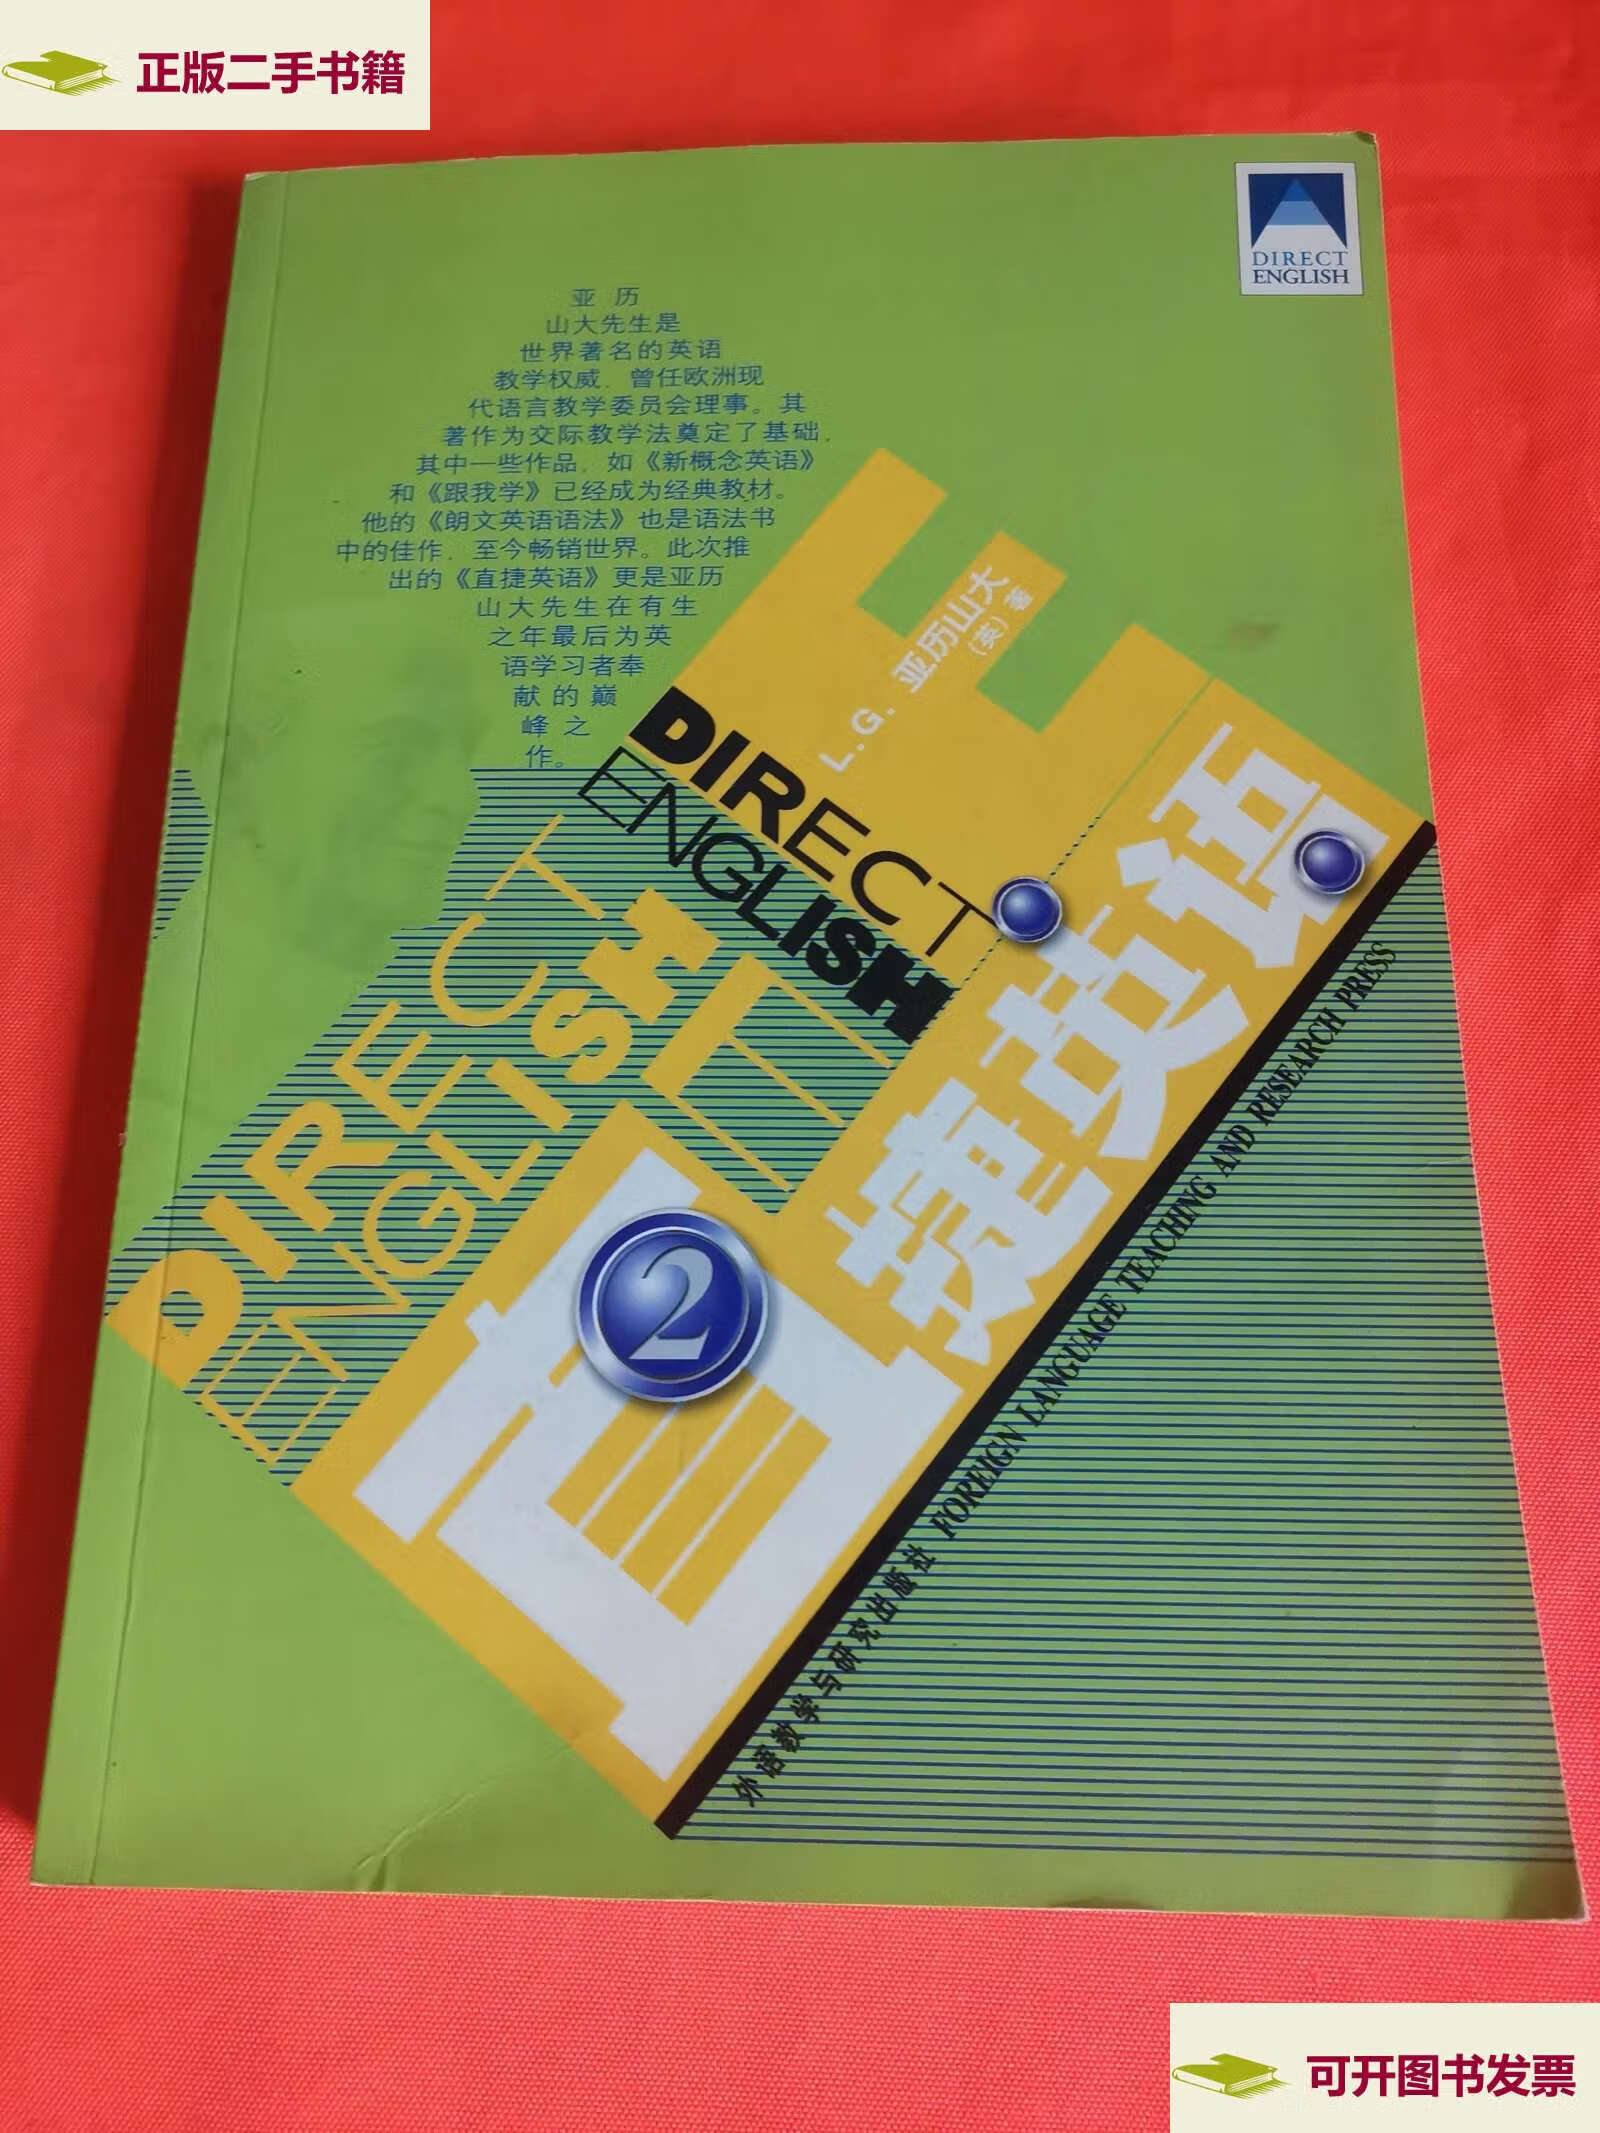 正版二手书籍
DIRECT
ENGLISH
亚 历
山大先生是
世界著名的英语
教学权威，曾任欧洲现
代语言教学委员会理事。其
著作为交际教学法奠定了基础，
其中一些作品，如《新概念英语》
和《跟我学》已经成为经典教材。
他的《朗文英语语法》也是语法书
中的佳作，至今畅销世界。此次推
出的《直捷英语》更是亚历
山大先生在有生
之年最后为英
语学习者奉
献的巅
峰之
作。
L.G. 亚历山大
（英）著
DIRECT
ENGLISH
DIRECT
ENGLISH
直捷英语
2
外语教学与研究出版社 FOREIGN LANGUAGE TEACHING AND RESEARCH PRESS
可开图书发票